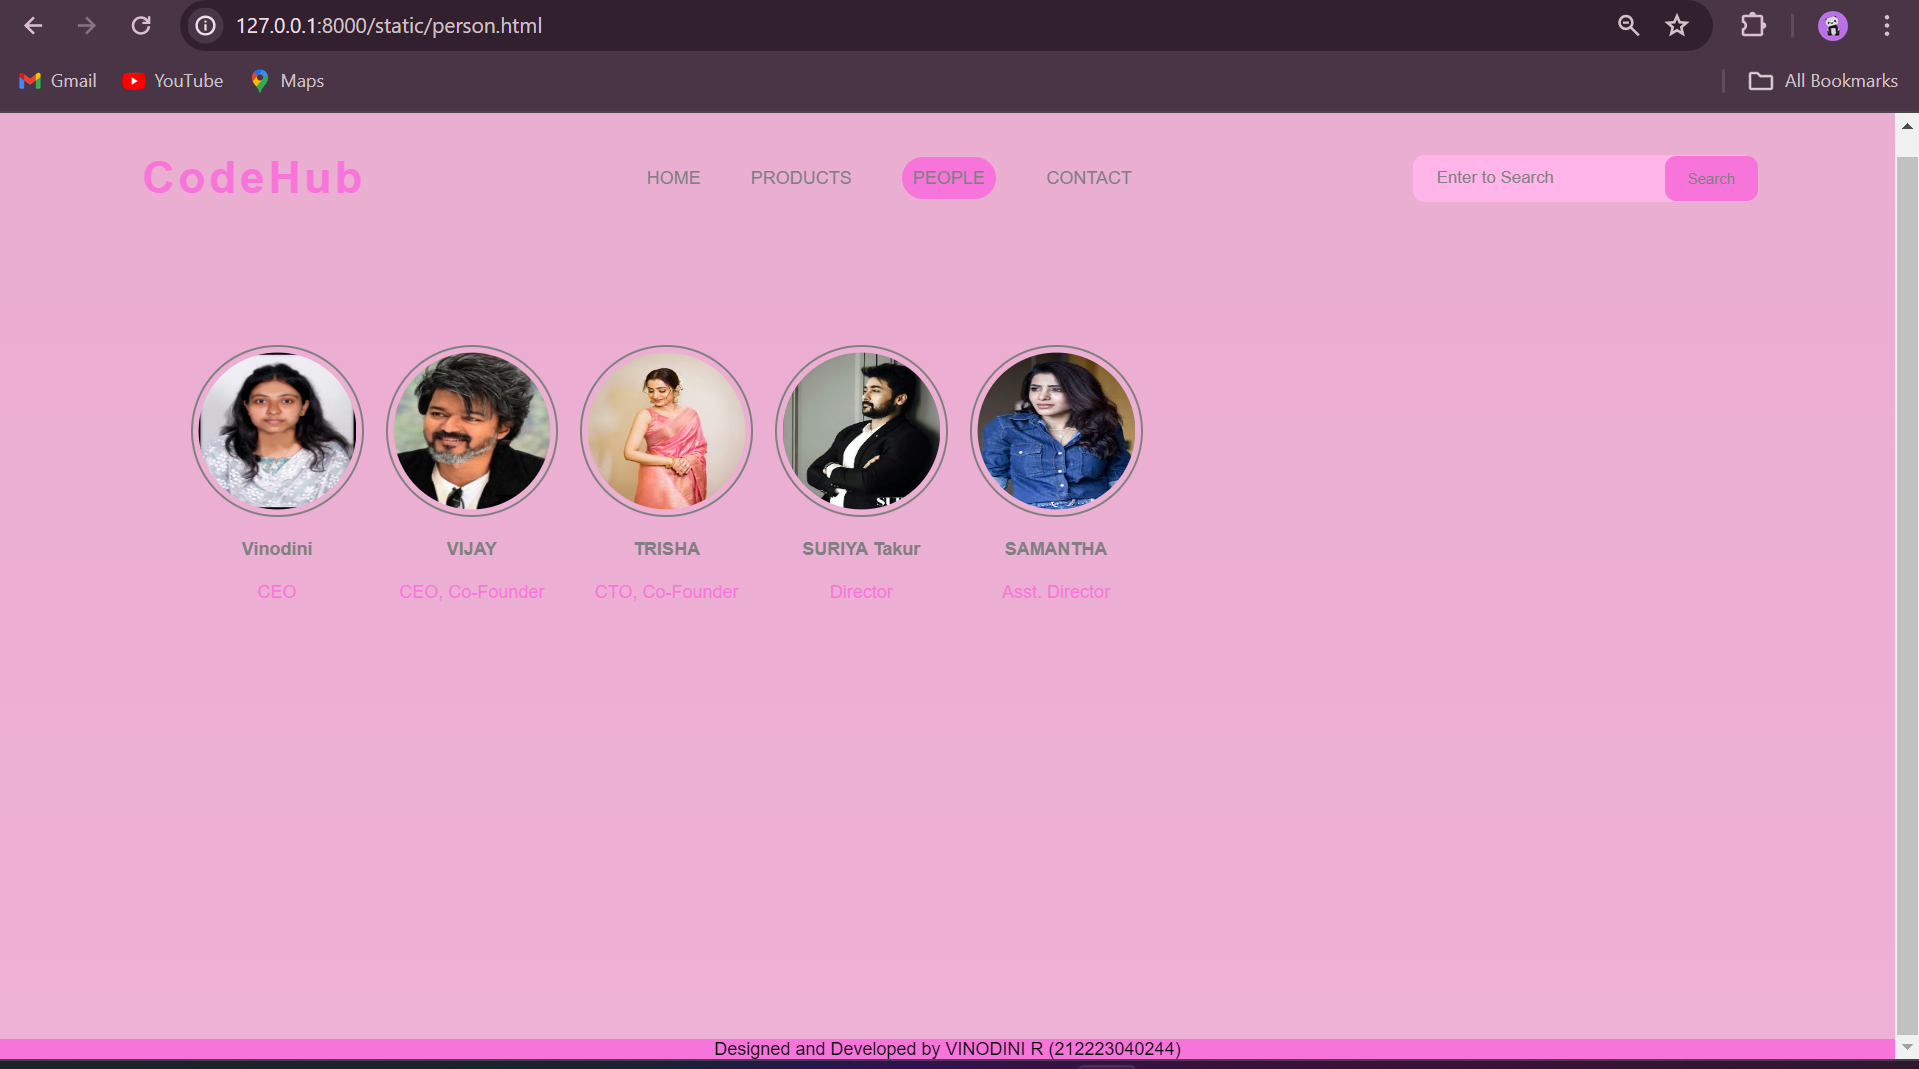 127.0.0.1:8000/static/person.html
Gmail YouTube Maps All Bookmarks
CodeHub HOME PRODUCTS PEOPLE CONTACT Enter to Search Search
Vinodini VIJAY TRISHA SURIYA Takur SAMANTHA
CEO CEO, Co-Founder CTO, Co-Founder Director Asst. Director
Designed and Developed by VINODINI R (212223040244)